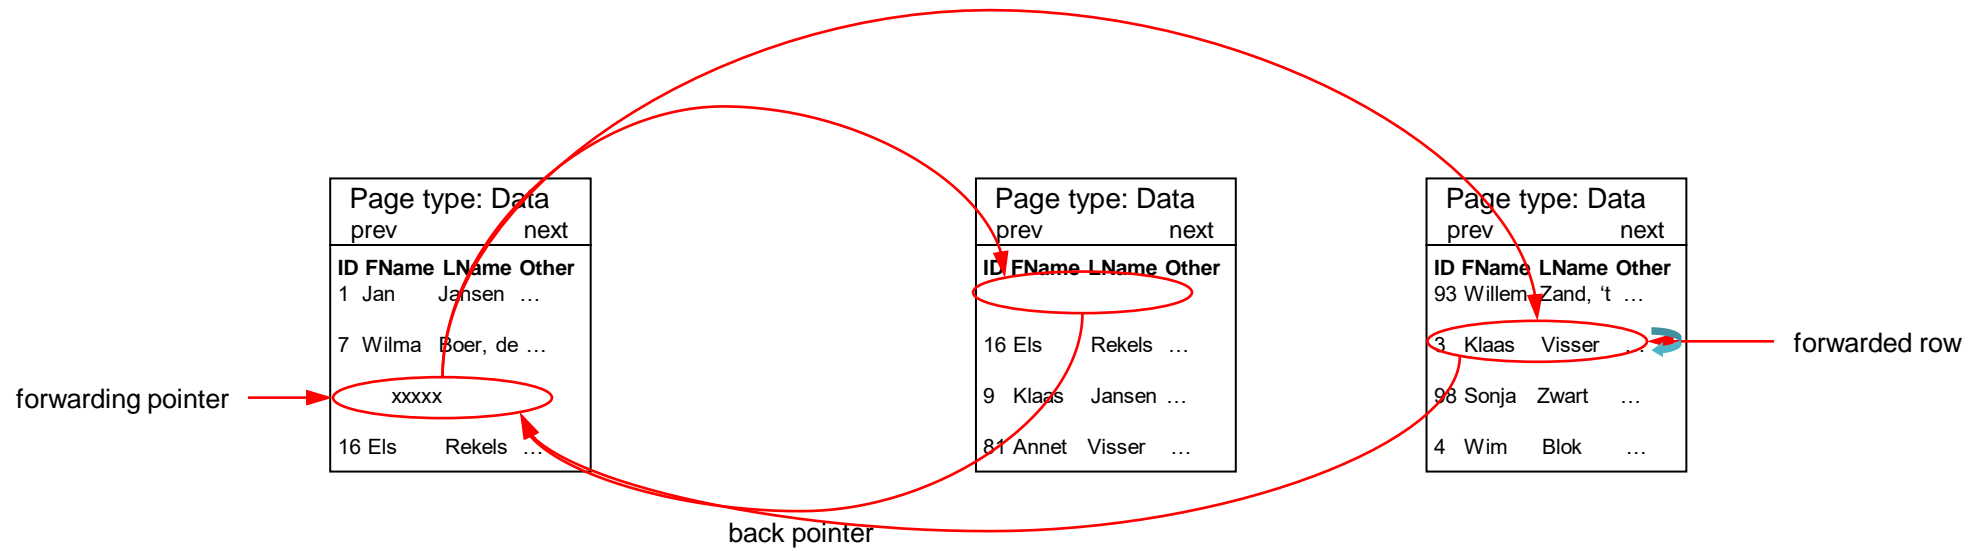 Page type: Data
prev next
ID FName LName Other
1 Jan Jansen …
7 Wilma Boer, de …
xxxxx
16 Els Rekels …
forwarding pointer
Page type: Data
prev next
ID FName LName Other
16 Els Rekels …
9 Klaas Jansen …
81 Annet Visser …
Page type: Data
prev next
ID FName LName Other
93 Willem Zand, ‘t …
3 Klaas Visser …
98 Sonja Zwart …
4 Wim Blok …
forwarded row
back pointer